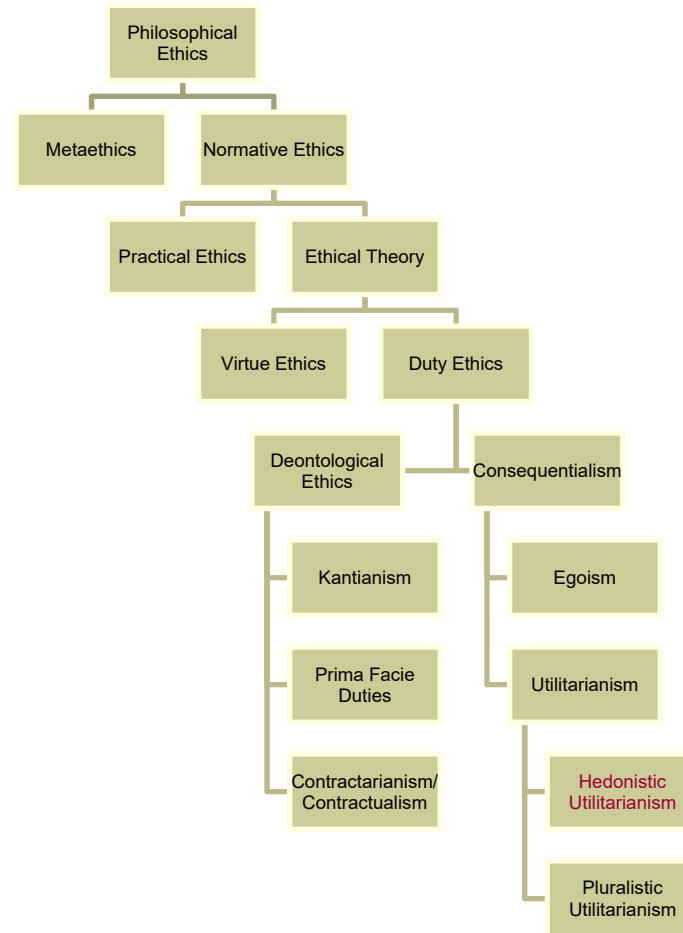 Philosophical
Ethics
Metaethics
Normative Ethics
Practical Ethics
Ethical Theory
Virtue Ethics
Duty Ethics
Deontological
Ethics
Consequentialism
Kantianism
Egoism
Prima Facie
Duties
Utilitarianism
Contractarianism/
Contractualism
Hedonistic
Utilitarianism
Pluralistic
Utilitarianism